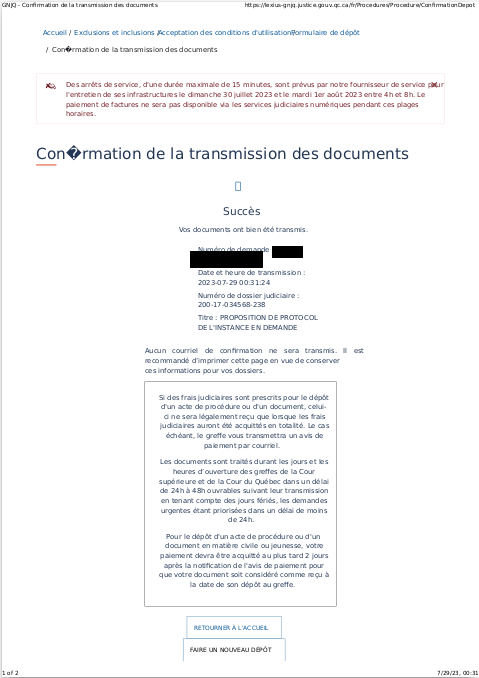 GNJQ - Confirmation de la transmission des documents
https://lexius-gnjq.justice.gouv.qc.ca/fr/Procedures/Procedure/ConfirmationDepot
Accueil / Exclusions et inclusions / Acceptation des conditions d'utilisation / Formulaire de dépôt
/ Con�rmation de la transmission des documents
Des arrêts de service, d'une durée maximale de 15 minutes, sont prévus par notre fournisseur de service pour
l'entretien de ses infrastructures le dimanche 30 juillet 2023 et le mardi 1er août 2023 entre 4h et 8h. Le
paiement de factures ne sera pas disponible via les services judiciaires numériques pendant ces plages
horaires.
Con�rmation de la transmission des documents
Succès
Vos documents ont bien été transmis.
Numéro de demande
Date et heure de transmission :
2023-07-29 00:31:24
Numéro de dossier judiciaire :
200-17-034568-238
Titre : PROPOSITION DE PROTOCOL
DE L'INSTANCE EN DEMANDE
Aucun courriel de confirmation ne sera transmis. Il est
recommandé d'imprimer cette page en vue de conserver
ces informations pour vos dossiers.
Si des frais judiciaires sont prescrits pour le dépôt
d'un acte de procédure ou d'un document, celui-
ci ne sera légalement reçu que lorsque les frais
judiciaires auront été acquittés en totalité. Le cas
échéant, le greffe vous transmettra un avis de
paiement par courriel.
Les documents sont traités durant les jours et les
heures d'ouverture des greffes de la Cour
supérieure et de la Cour du Québec dans un délai
de 24h à 48h ouvrables suivant leur transmission
en tenant compte des jours fériés, les demandes
urgentes étant priorisées dans un délai de moins
de 24h.
Pour le dépôt d'un acte de procédure ou d'un
document en matière civile ou jeunesse, votre
paiement devra être acquitté au plus tard 2 jours
après la notification de l'avis de paiement pour
que votre document soit considéré comme reçu à
la date de son dépôt au greffe.
RETOURNER À L'ACCUEIL
FAIRE UN NOUVEAU DÉPÔT
1 of 2
7/29/23, 00:31